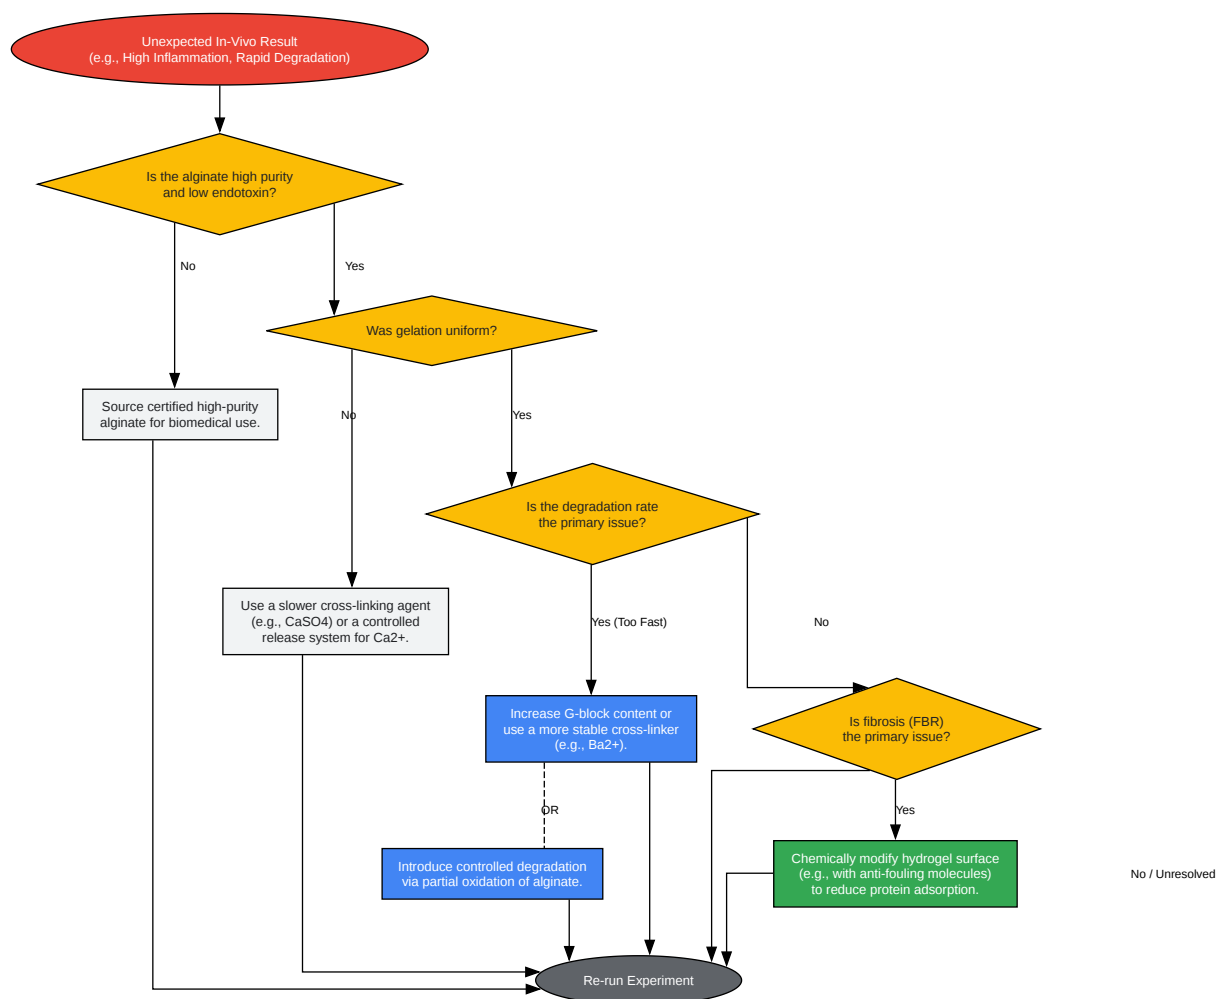 Unexpected In-Vivo Result
(e.g., High Inflammation, Rapid Degradation)
Is the alginate high purity
and low endotoxin?
No
Yes
Was gelation uniform?
Source certified high-purity
alginate for biomedical use.
No
Yes
Is the degradation rate
the primary issue?
Use a slower cross-linking agent
(e.g., CaSO4) or a controlled
release system for Ca2+.
Yes (Too Fast)
No
Increase G-block content or
use a more stable cross-linker
(e.g., Ba2+).
Is fibrosis (FBR)
the primary issue?
OR
Yes
Introduce controlled degradation
via partial oxidation of alginate.
Chemically modify hydrogel surface
(e.g., with anti-fouling molecules)
to reduce protein adsorption.
No / Unresolved
Re-run Experiment